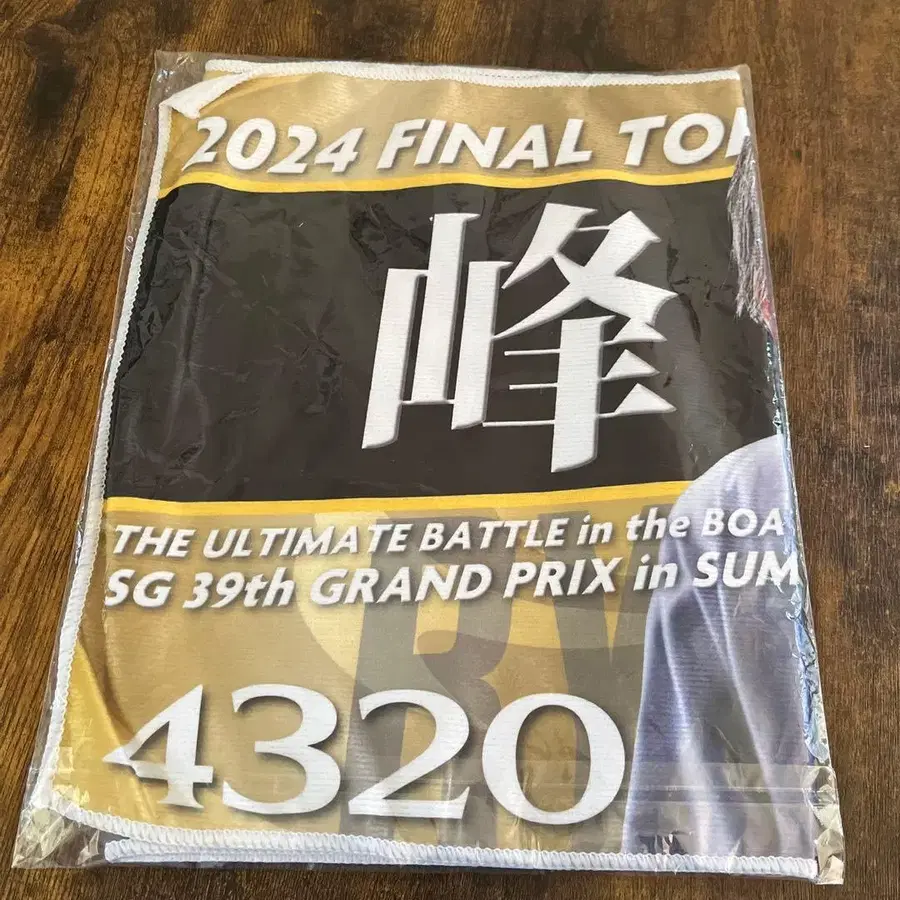 2024 FINAL TO
峰
THE ULTIMATE BATTLE in the BOA
SG 39th GRAND PRIX in SUM
4320